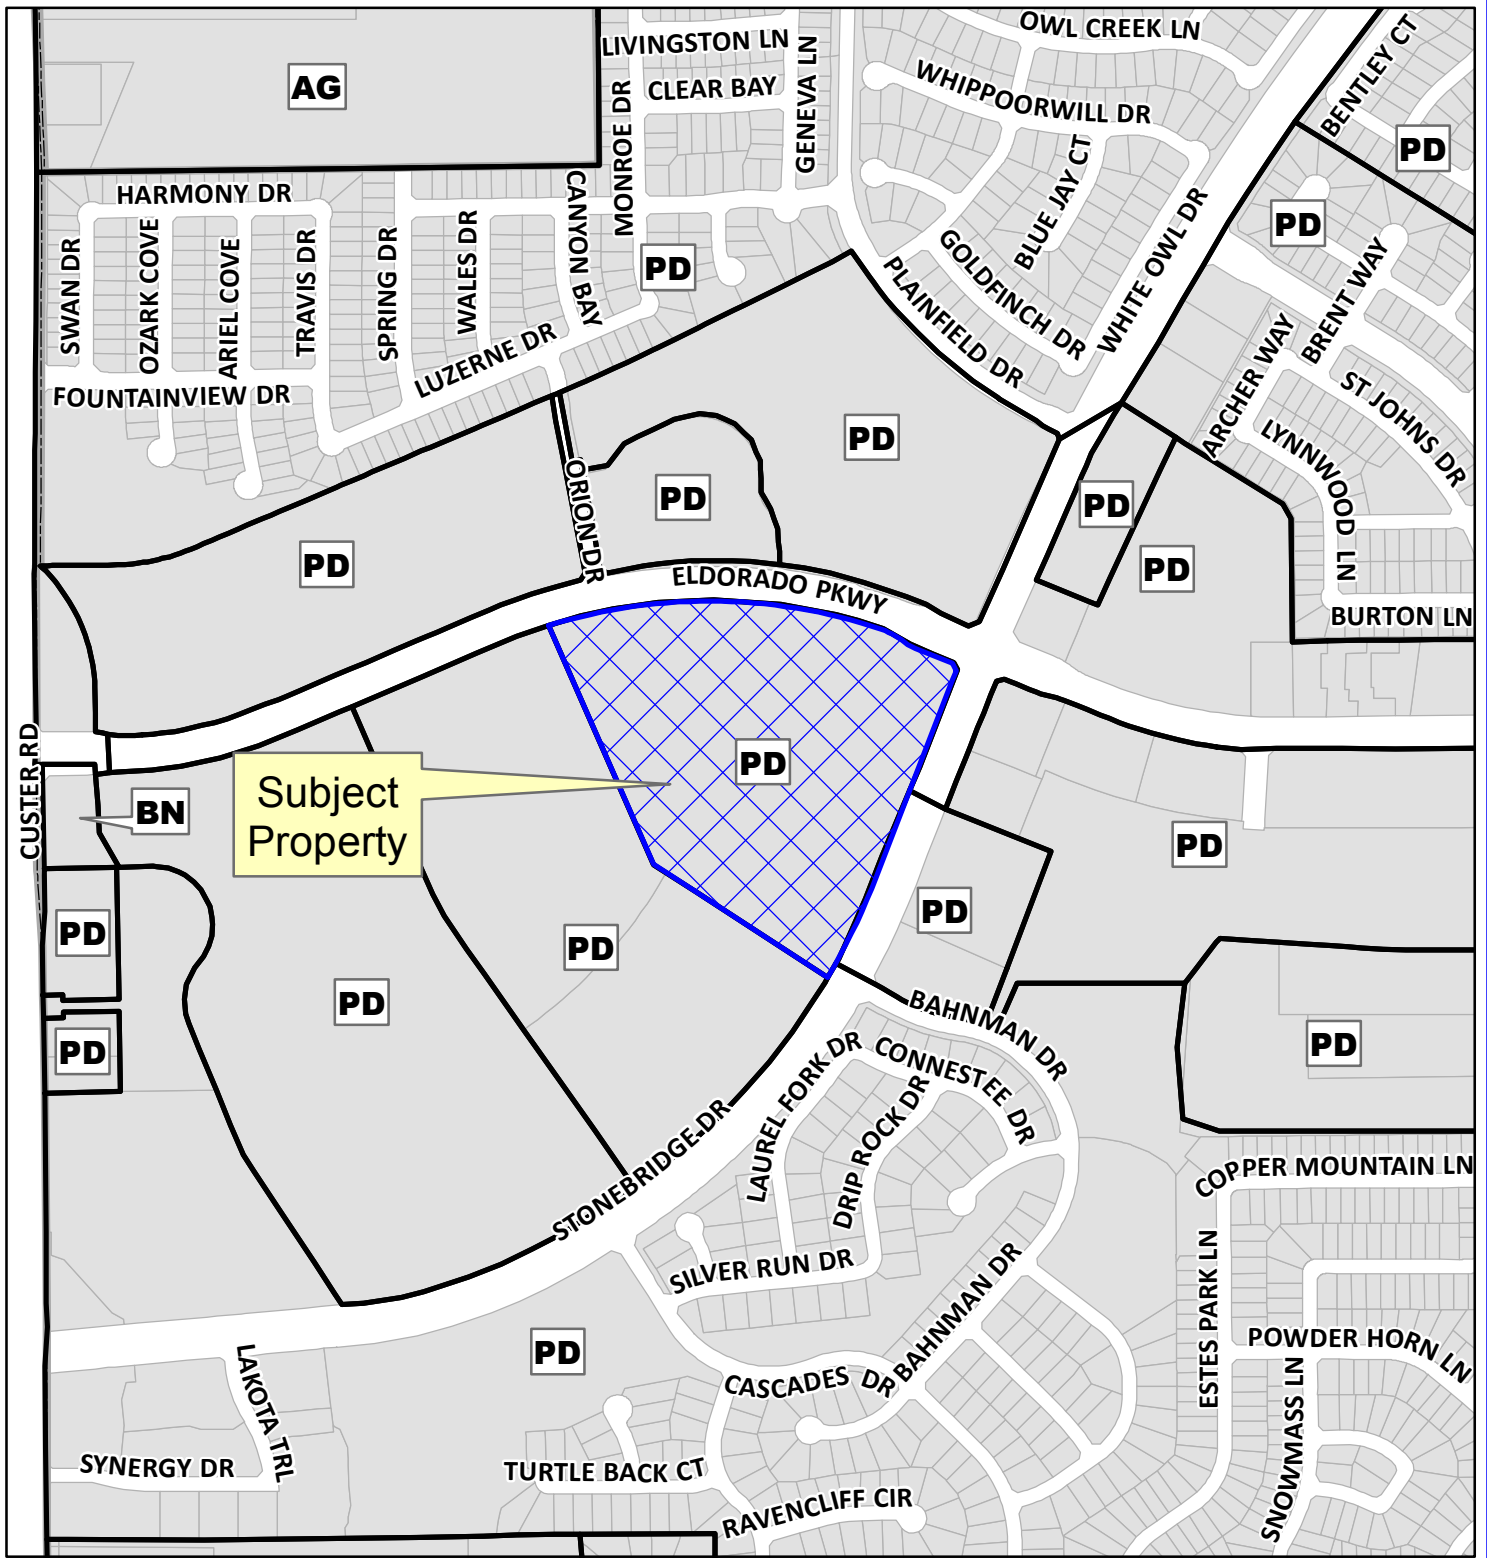 OWL CREEK LN
LIVINGSTON LN
BENTLEY CT
AG
CLEAR BAY
GENEVA LN
WHIPPOORWILL DR
MONROE DR
PD
BLUE JAY CT
HARMONY DR
CANYON BAY
PD
WHITE OWL DR
SWAN DR
OZARK COVE
ARIEL COVE
TRAVIS DR
SPRING DR
WALES DR
PD
GOLDFINCH DR
PLAINFIELD DR
BRENT WAY
ARCHER WAY
LUZERNE DR
FOUNTAINVIEW DR
ST JOHNS DR
PD
LYNNWOOD LN
ORION DR
PD
PD
PD
PD
ELDORADO PKWY
BURTON LN
CUSTER RD
PD
Subject
Property
BN
PD
PD
PD
PD
PD
BAHNMAN DR
PD
PD
CONNESTEE DR
LAUREL FORK DR
DRIP ROCK DR
STONEBRIDGE DR
COPPER MOUNTAIN LN
SILVER RUN DR
BAHNMAN DR
ESTES PARK LN
POWDER HORN LN
PD
LAKOTA TRL
CASCADES DR
SNOWMASS LN
SYNERGY DR
TURTLE BACK CT
RAVENCLIFF CIR